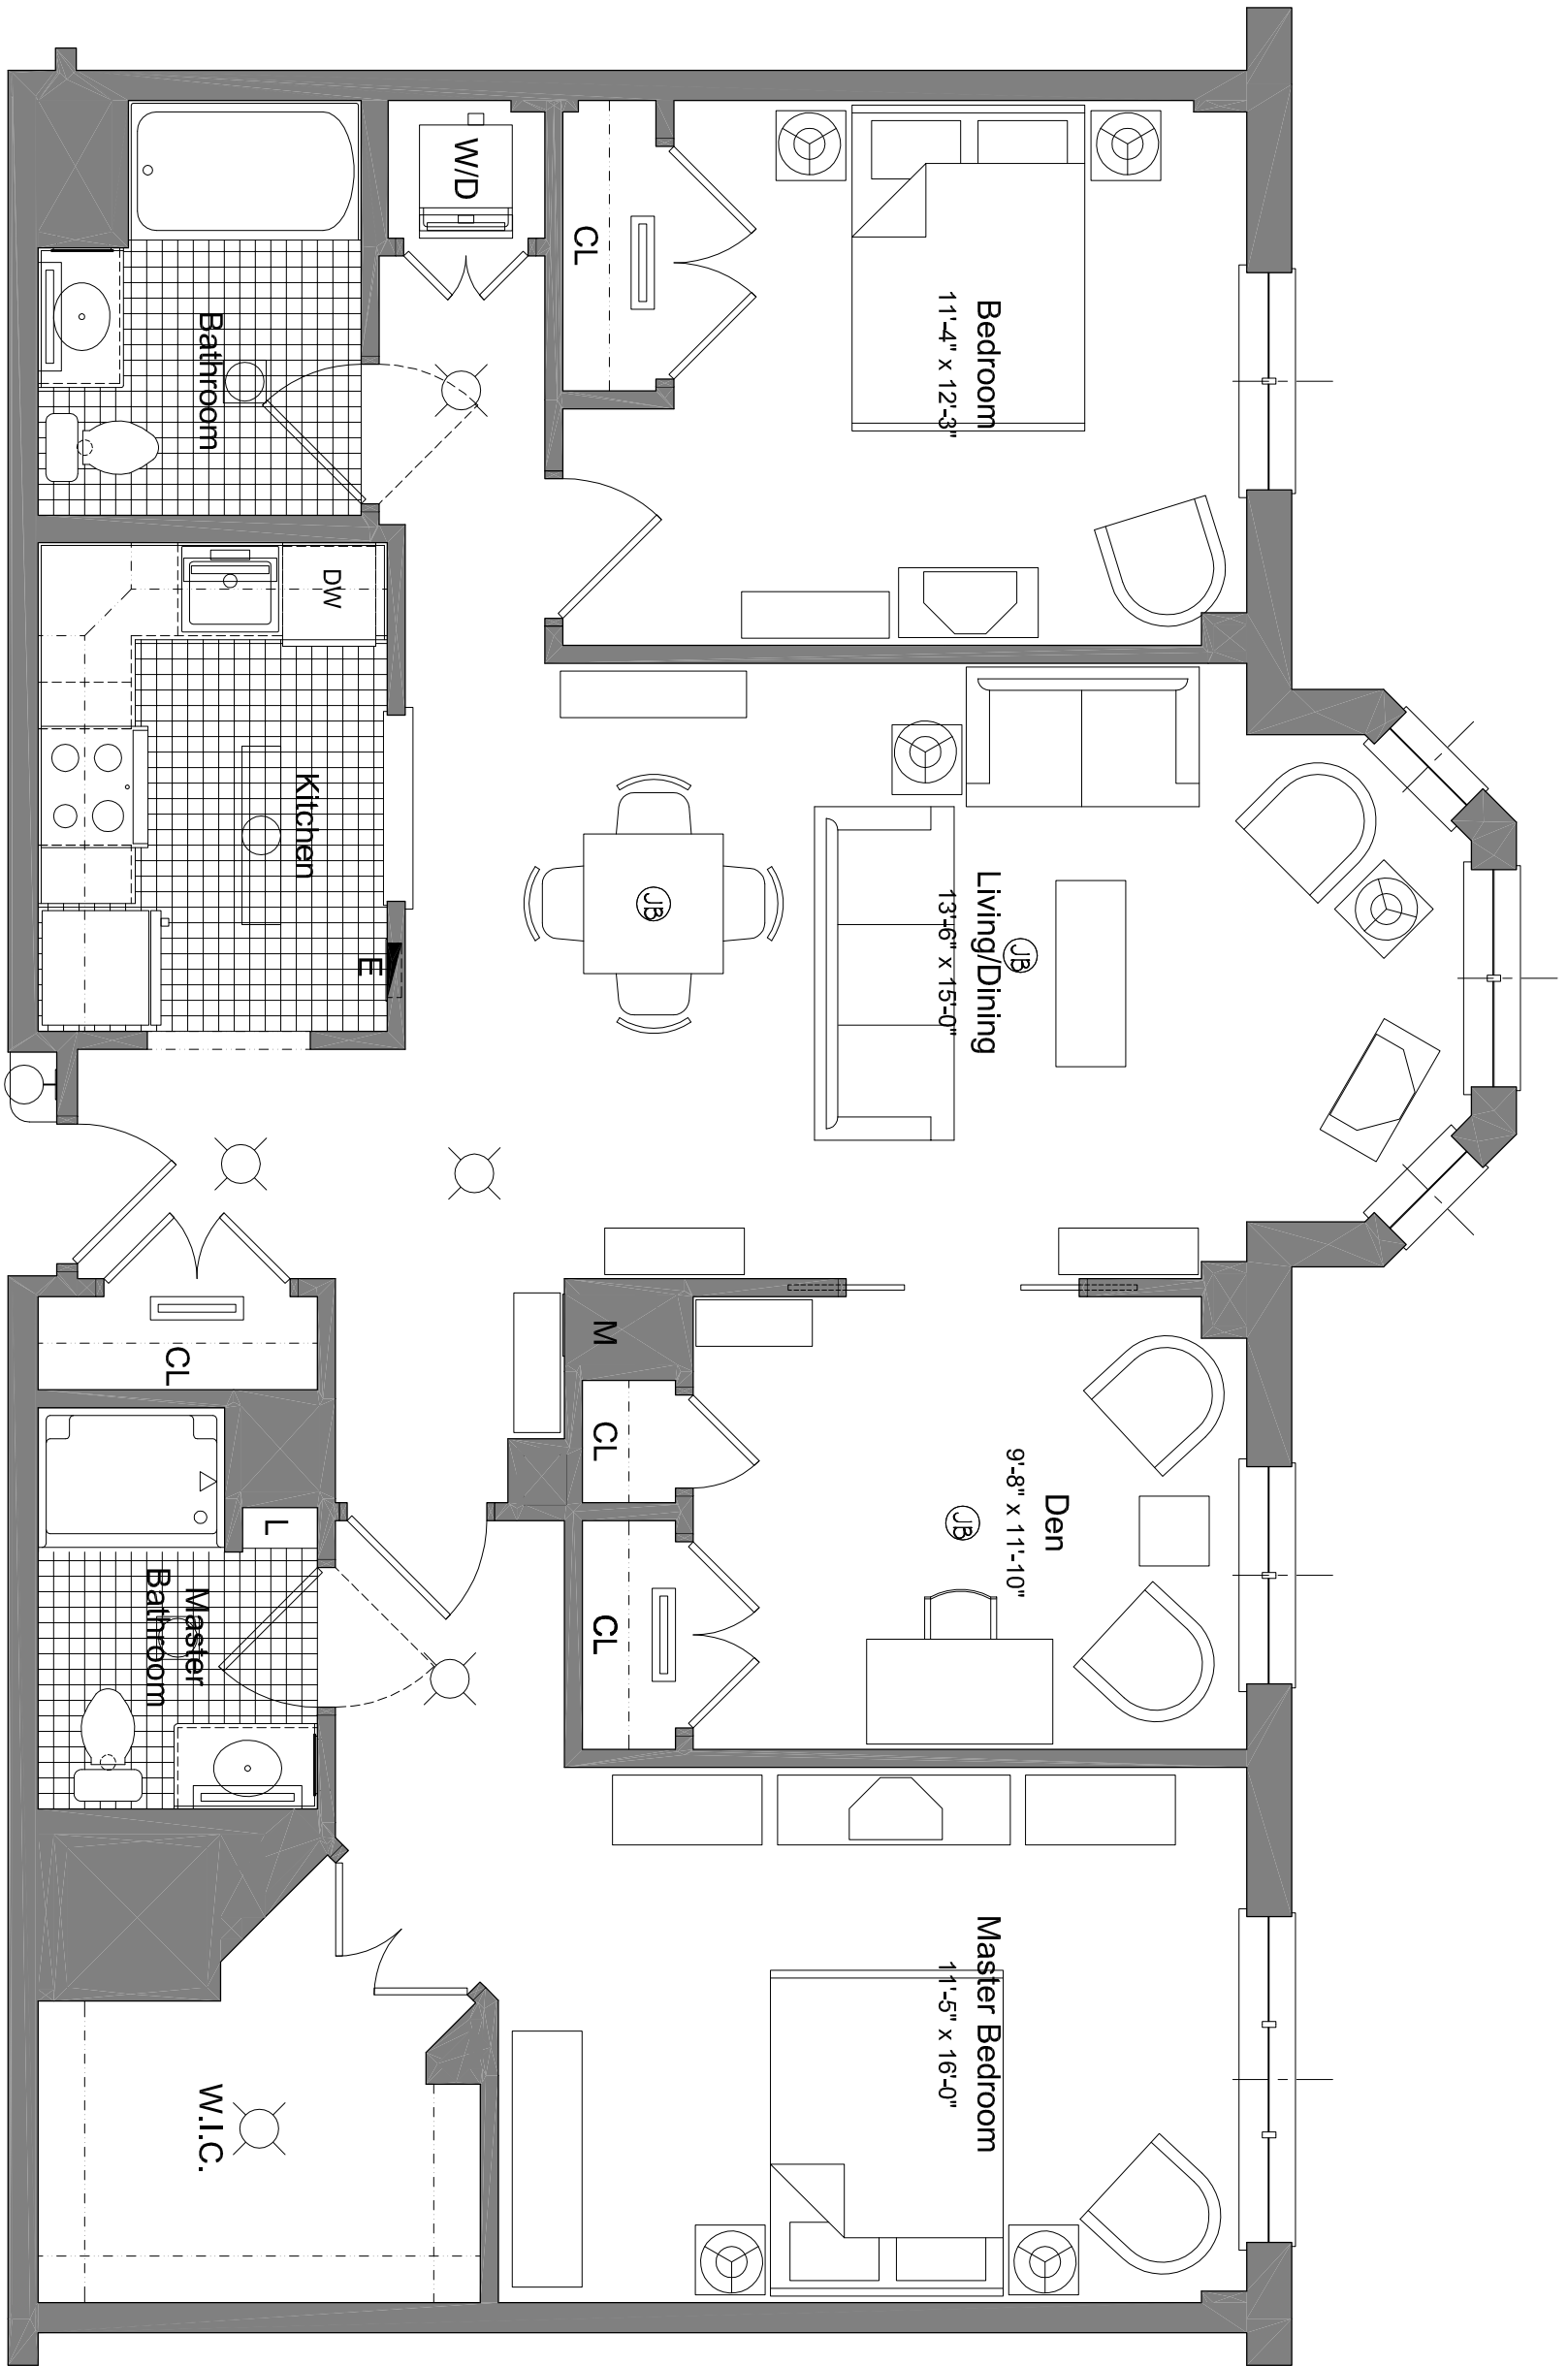 W/D
CL
Bedroom
11'-4" x 12'-3"
Bathroom
DW
Kitchen
E
JB
Living/Dining
13'-6" x 15'-0"
JB
CL
M
CL
L
Master
Bathroom
CL
Den
9'-8" x 11'-10"
JB
W.I.C.
Master Bedroom
11'-5" x 16'-0"